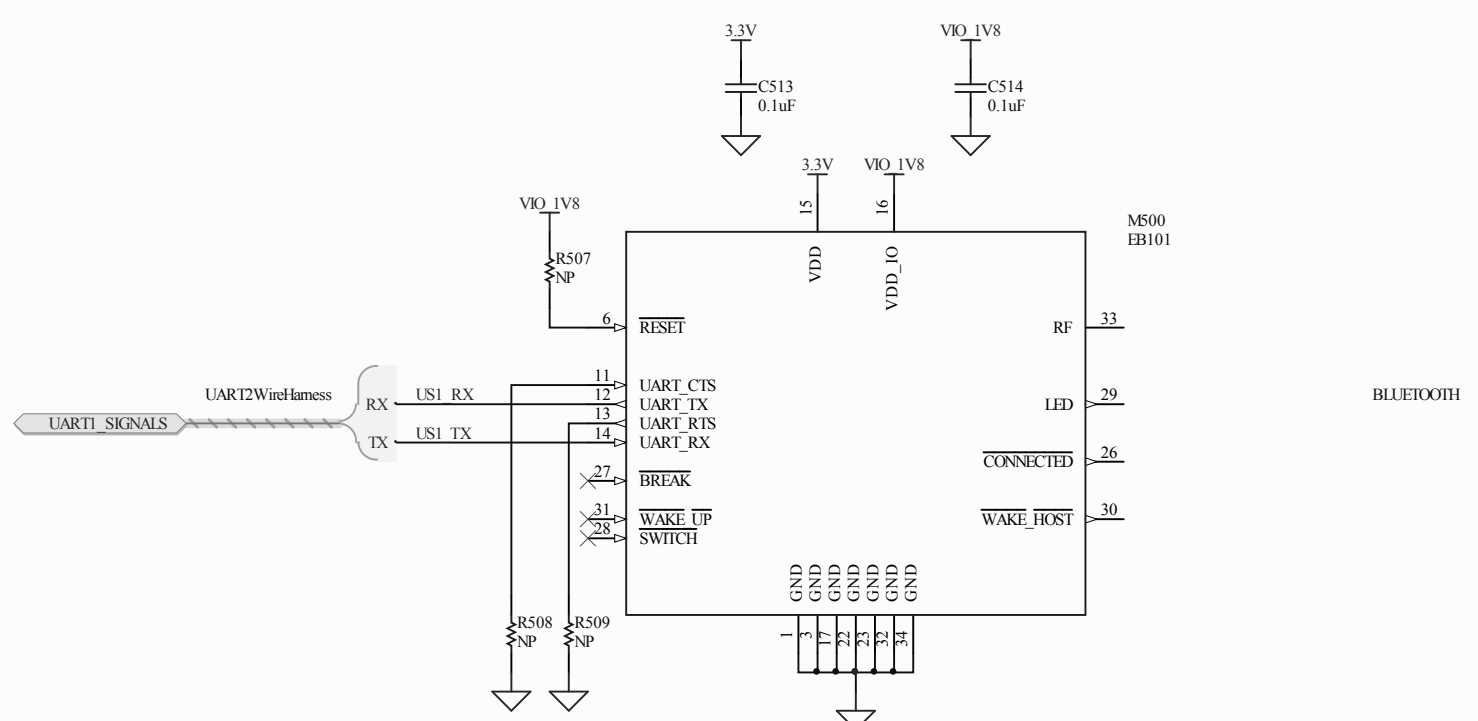 3.3V
VIO_1V8
C513
0.1uF
C514
0.1uF
3.3V
VIO_1V8
15
16
VIO_1V8
M500
EB101
R507
NP
VDD
VDD_IO
6
RESET
RF
33
11
UART_CTS
UART2WireHarness
RX
US1_RX
12
UART_TX
LED
29
BLUETOOTH
UART1_SIGNALS
13
UART_RTS
TX
US1_TX
14
UART_RX
CONNECTED
26
27
BREAK
31
WAKE_UP
WAKE_HOST
30
28
SWITCH
GND
GND
GND
GND
GND
GND
GND
R508
NP
R509
NP
1
3
17
22
23
32
34